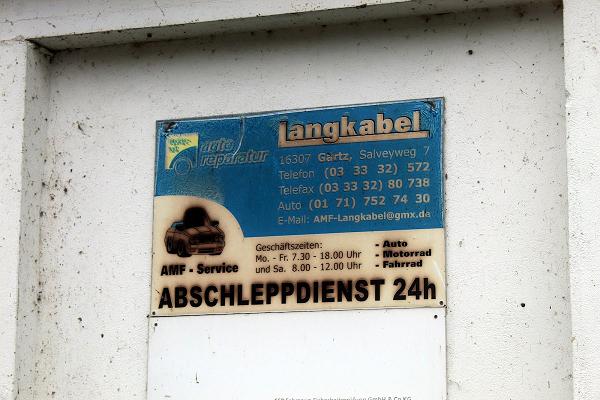 auto
reparatur
Langkabel
16307 Gartz, Salveyweg 7
Telefon (03 33 32) 572
Telefax (03 33 32) 80 738
Auto (01 71) 752 74 30
E-Mail: AMF-Langkabel@gmx.de
AMF - Service
Geschäftszeiten:
Mo. - Fr. 7.30 - 18.00 Uhr
und Sa. 8.00 - 12.00 Uhr
- Auto
- Motorrad
- Fahrrad
ABSCHLEPPDIENST 24h